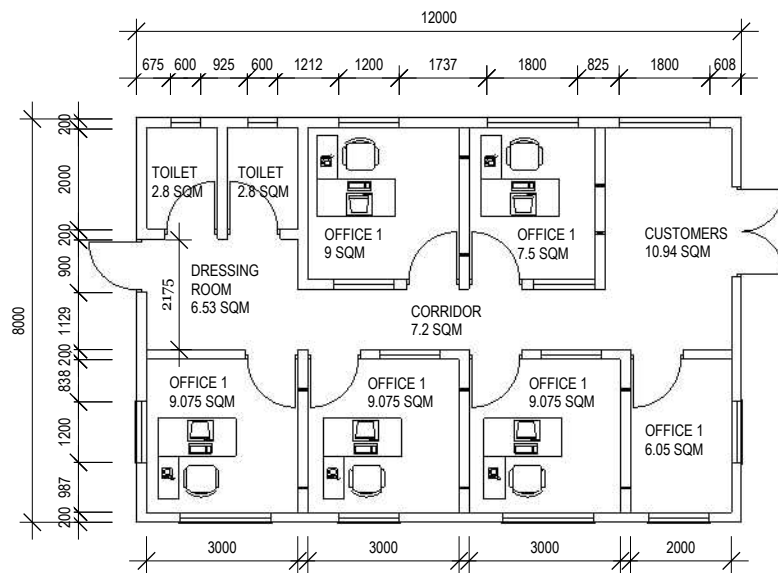 12000
675 600 925 600 1212 1200 1737 1800 825 1800 608
200
2000
200
900
1129
200
838
1200
987
200
8000
2175
TOILET
2.8 SQM
TOILET
2.8 SQM
OFFICE 1
9 SQM
OFFICE 1
7.5 SQM
CUSTOMERS
10.94 SQM
DRESSING
ROOM
6.53 SQM
CORRIDOR
7.2 SQM
OFFICE 1
9.075 SQM
OFFICE 1
9.075 SQM
OFFICE 1
9.075 SQM
OFFICE 1
6.05 SQM
3000 3000 3000 2000